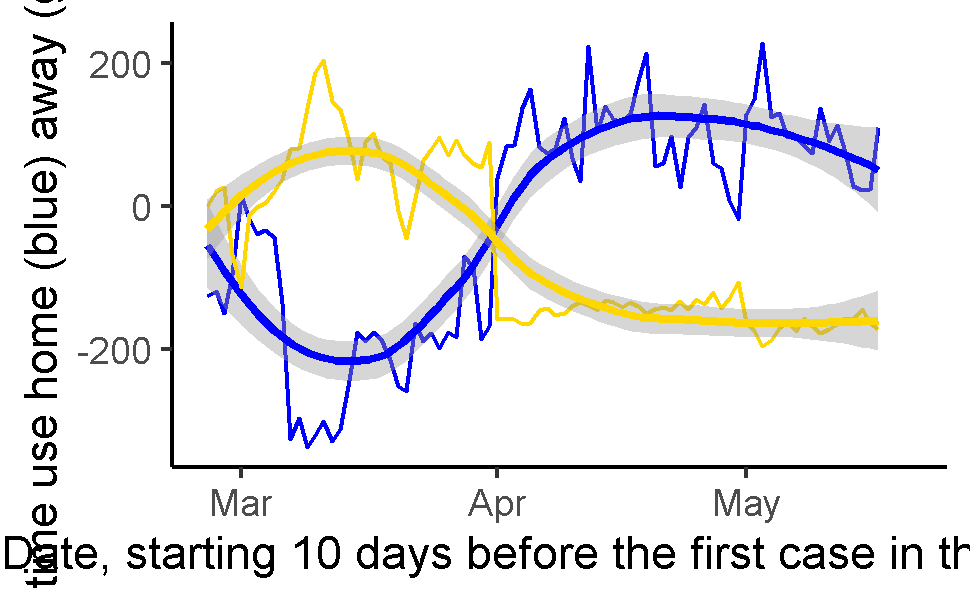 time use home (blue) away (
200
0
-200
Mar Apr May
Date, starting 10 days before the first case in th